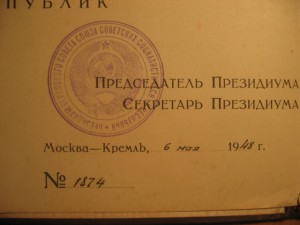 ПУБЛИК
ПРЕДСЕДАТЕЛЬ ПРЕЗИДИУМА
СЕКРЕТАРЬ ПРЕЗИДИУМА
МОСКВА—КРЕМЛЬ, 6 мая 1948 г.
№ 1874